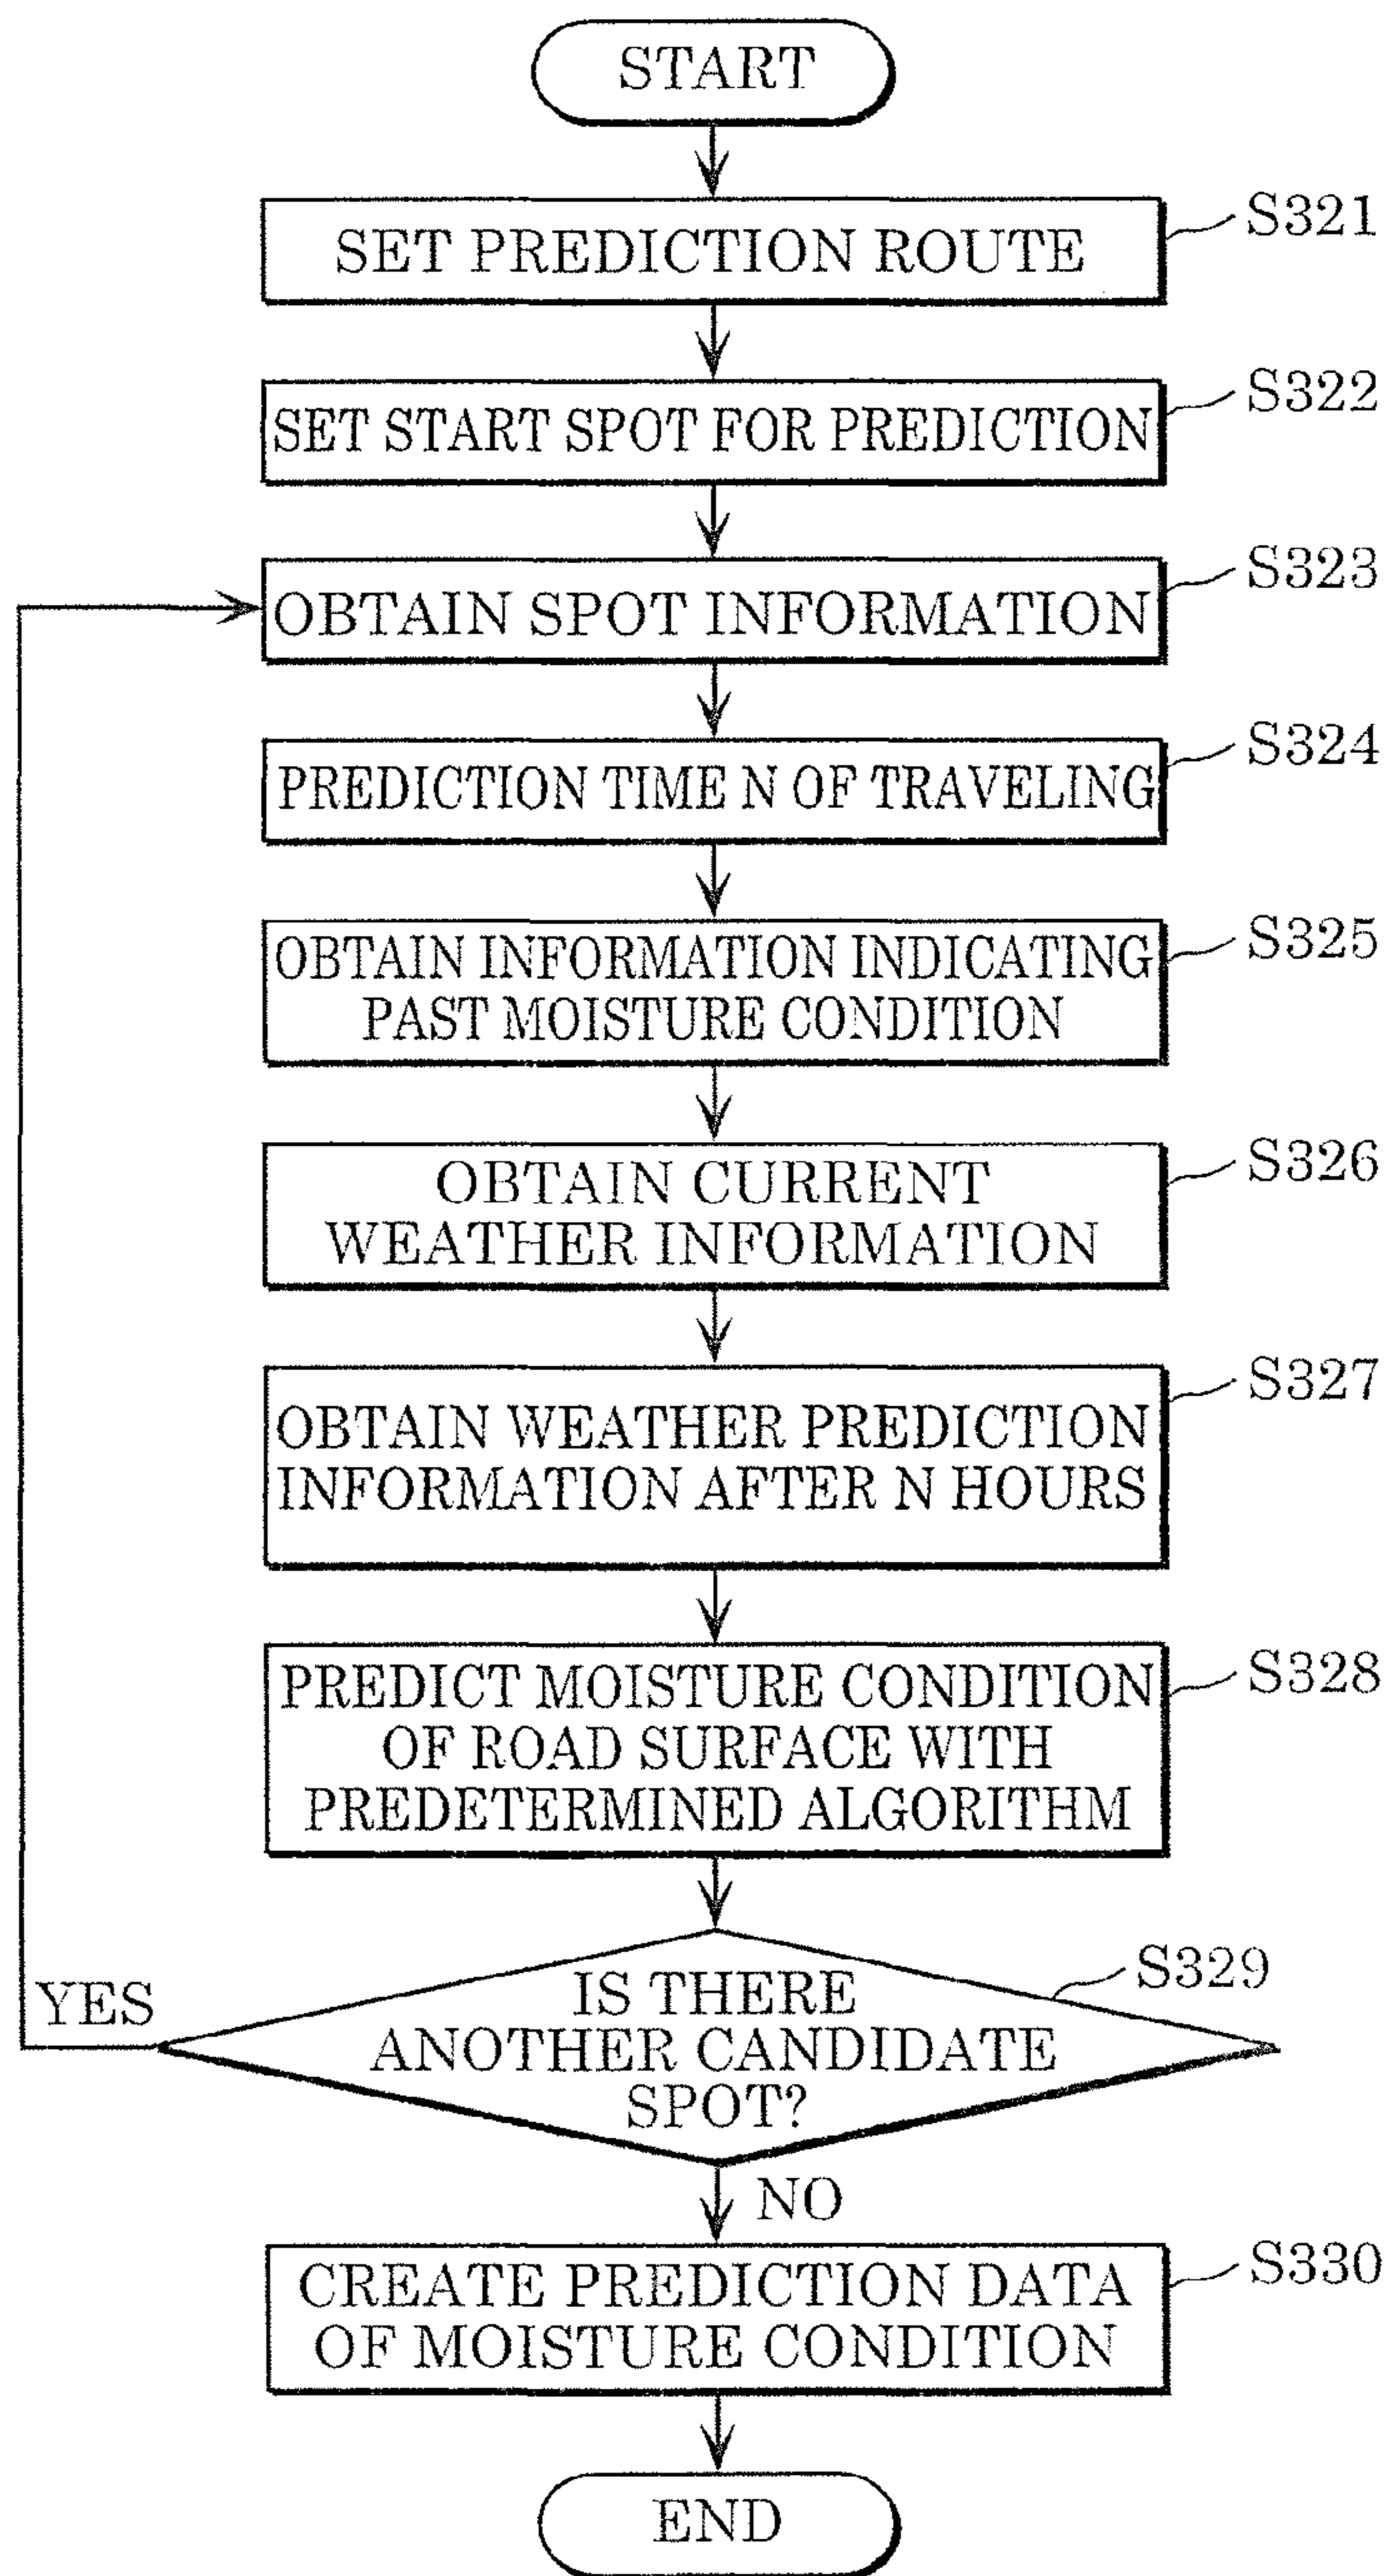 START
SET PREDICTION ROUTE
S321
SET START SPOT FOR PREDICTION
S322
OBTAIN SPOT INFORMATION
S323
PREDICTION TIME N OF TRAVELING
S324
OBTAIN INFORMATION INDICATING
PAST MOISTURE CONDITION
S325
OBTAIN CURRENT
WEATHER INFORMATION
S326
OBTAIN WEATHER PREDICTION
INFORMATION AFTER N HOURS
S327
PREDICT MOISTURE CONDITION
OF ROAD SURFACE WITH
PREDETERMINED ALGORITHM
S328
IS THERE
ANOTHER CANDIDATE
SPOT?
S329
YES
NO
CREATE PREDICTION DATA
OF MOISTURE CONDITION
S330
END